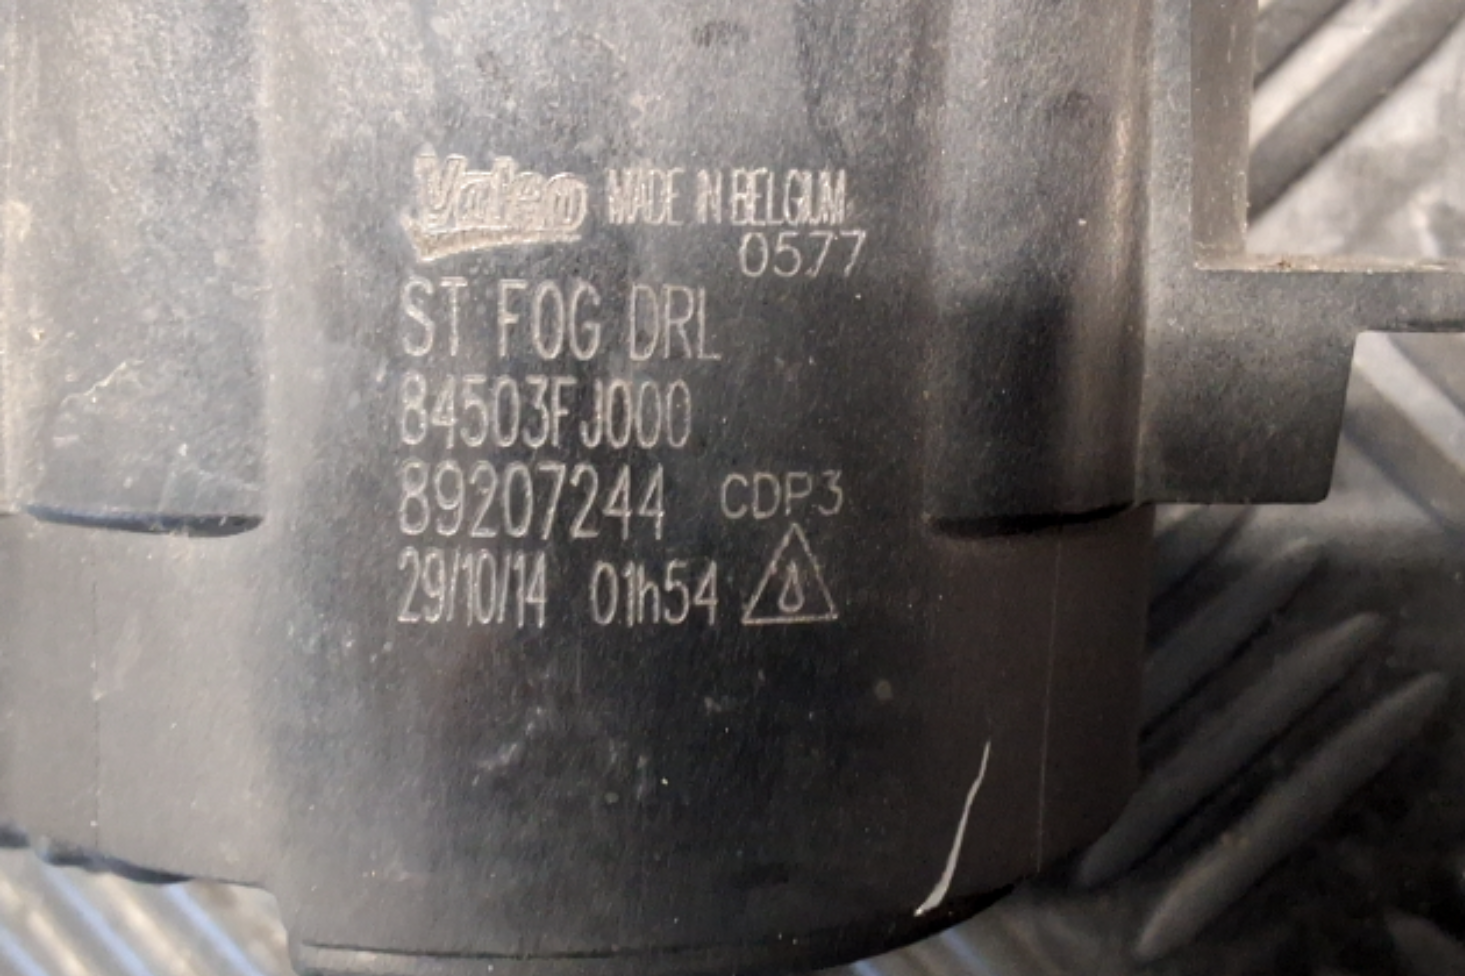 Valeo MADE IN BELGIUM
0577
ST FOG DRL
84503FJ000
89207244 CDP3
29/10/14 01h54